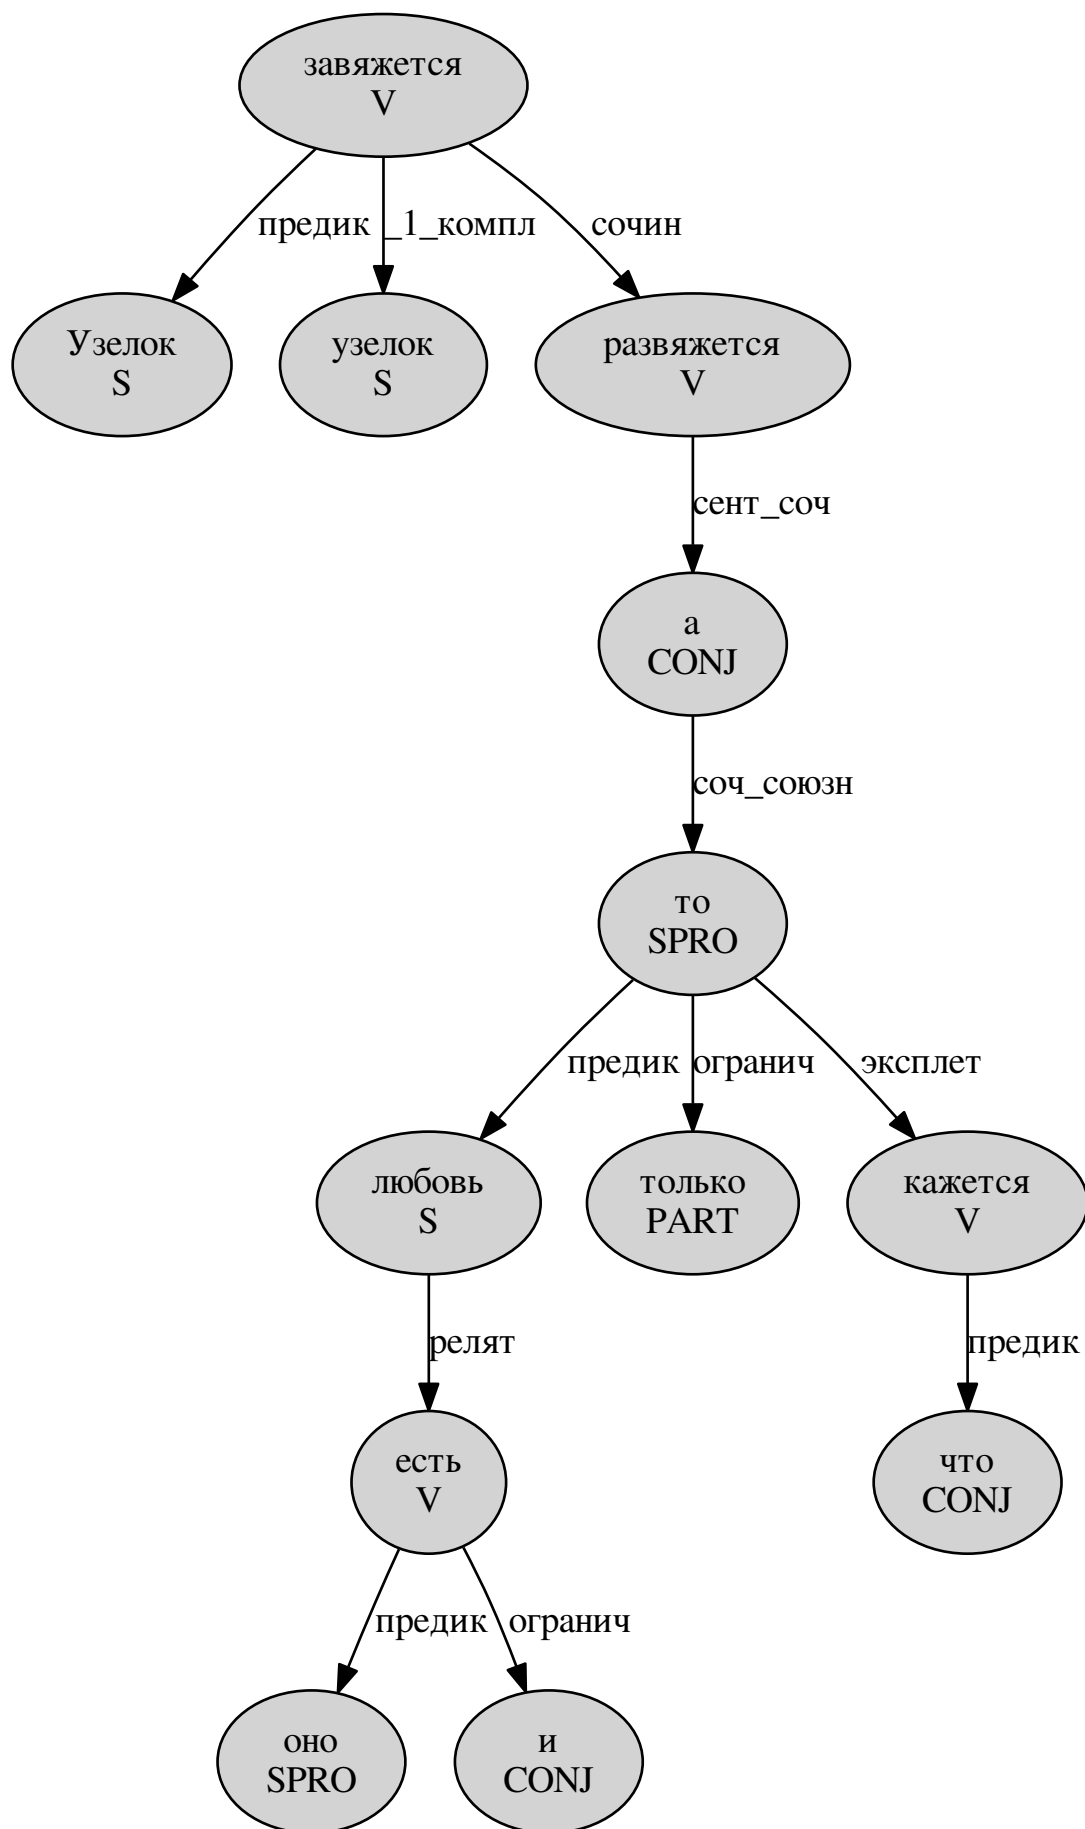 завяжется
V
предик
_1_компл
сочин
Узелок
S
узелок
S
развяжется
V
сент_соч
а
CONJ
соч_союзн
то
SPRO
предик
огранич
эксплет
любовь
S
только
PART
кажется
V
релят
предик
есть
V
что
CONJ
предик
огранич
оно
SPRO
и
CONJ